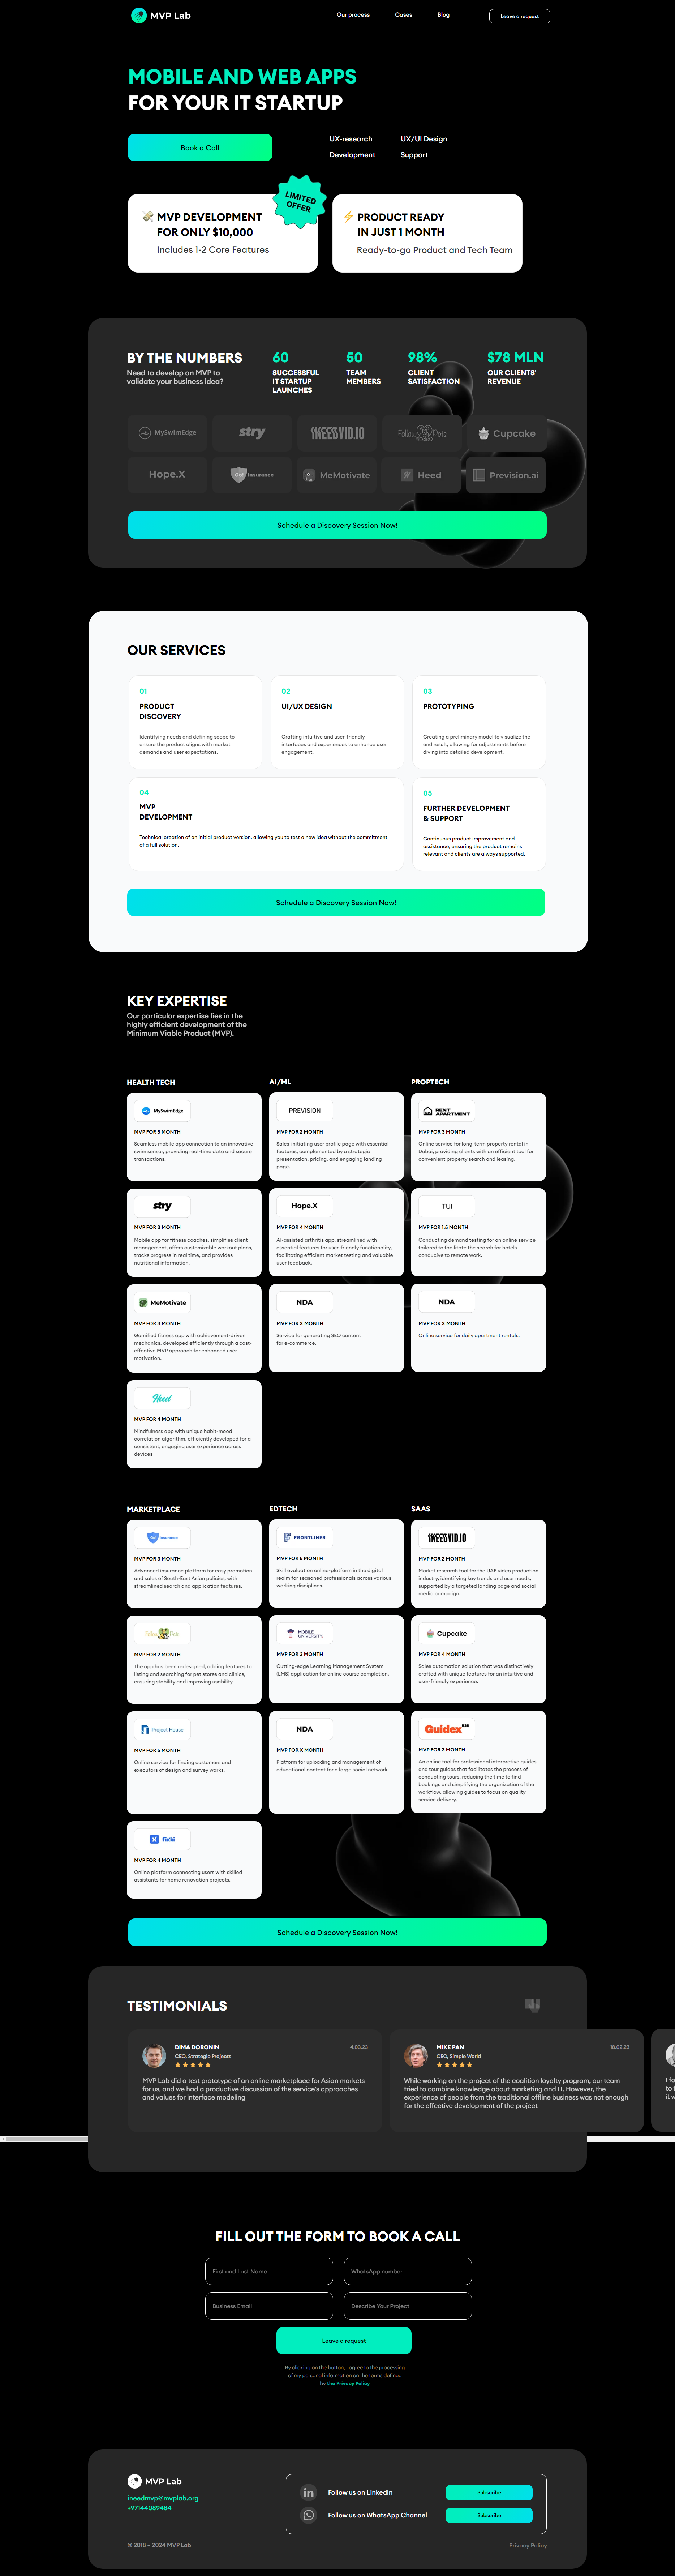 MVP Lab
Our process
Cases
Blog
Leave a request
MOBILE AND WEB APPS
FOR YOUR IT STARTUP
Book a Call
UX-research
UX/UI Design
Development
Support
LIMITED
OFFER
MVP DEVELOPMENT
FOR ONLY $10,000
Includes 1-2 Core Features
PRODUCT READY
IN JUST 1 MONTH
Ready-to-go Product and Tech Team
BY THE NUMBERS
Need to develop an MVP to
validate your business idea?
60
SUCCESSFUL
IT STARTUP
LAUNCHES
50
TEAM
MEMBERS
98%
CLIENT
SATISFACTION
$78 MLN
OUR CLIENTS'
REVENUE
MySwimEdge
stry
INEEDVID.IO
Follow Pets
Cupcake
Hope.X
GoI Insurance
MeMotivate
Heed
Prevision.ai
Schedule a Discovery Session Now!
OUR SERVICES
01
PRODUCT
DISCOVERY
Identifying needs and defining scope to
ensure the product aligns with market
demands and user expectations.
02
UI/UX DESIGN
Crafting intuitive and user-friendly
interfaces and experiences to enhance user
engagement.
03
PROTOTYPING
Creating a preliminary model to visualize the
end result, allowing for adjustments before
diving into detailed development.
04
MVP
DEVELOPMENT
Technical creation of an initial product version, allowing you to test a new idea without the commitment
of a full solution.
05
FURTHER DEVELOPMENT
& SUPPORT
Continuous product improvement and
assistance, ensuring the product remains
relevant and clients are always supported.
Schedule a Discovery Session Now!
KEY EXPERTISE
Our particular expertise lies in the
highly efficient development of the
Minimum Viable Product (MVP).
HEALTH TECH
MySwimEdge
MVP FOR 5 MONTH
Seamless mobile app connection to an innovative
swim sensor, providing real-time data and secure
transactions.
stry
MVP FOR 3 MONTH
Mobile app for fitness coaches, simplifies client
management, offers customizable workout plans,
tracks progress in real time, and provides
nutritional information.
MeMotivate
MVP FOR 3 MONTH
Gamified fitness app with achievement-driven
mechanics, developed efficiently through a cost-
effective MVP approach for enhanced user
motivation.
Heed
MVP FOR 4 MONTH
Mindfulness app with unique habit-mood
correlation algorithm, efficiently developed for a
consistent, engaging user experience across
devices
AI/ML
PREVISION
MVP FOR 2 MONTH
Sales-initiating user profile page with essential
features, complemented by a strategic
presentation, pricing, and engaging landing
page.
Hope.X
MVP FOR 4 MONTH
AI-assisted arthritis app, streamlined with
essential features for user-friendly functionality,
facilitating efficient market testing and valuable
user feedback.
NDA
MVP FOR X MONTH
Service for generating SEO content
for e-commerce.
PROPTECH
RENT
APARTMENT
MVP FOR 3 MONTH
Online service for long-term property rental in
Dubai, providing clients with an efficient tool for
convenient property search and leasing.
TUI
MVP FOR 1.5 MONTH
Conducting demand testing for an online service
tailored to facilitate the search for hotels
conducive to remote work.
NDA
MVP FOR X MONTH
Online service for daily apartment rentals.
MARKETPLACE
GoI Insurance
MVP FOR 3 MONTH
Advanced insurance platform for easy promotion
and sales of South-East Asian policies, with
streamlined search and application features.
Follow Pets
MVP FOR 2 MONTH
The app has been redesigned, adding features to
listing and searching for pet stores and clinics,
ensuring stability and improving usability.
Project House
MVP FOR 5 MONTH
Online service for finding customers and
executors of design and survey works.
fixbi
MVP FOR 4 MONTH
Online platform connecting users with skilled
assistants for home renovation projects.
EDTECH
FRONTLINER
MVP FOR 5 MONTH
Skill evaluation online-platform in the digital
realm for seasoned professionals across various
working disciplines.
MOBILE
UNIVERSITY
MVP FOR 3 MONTH
Cutting-edge Learning Management System
(LMS) application for online course completion.
NDA
MVP FOR X MONTH
Platform for uploading and management of
educational content for a large social network.
SAAS
INEEDVID.IO
MVP FOR 2 MONTH
Market research tool for the UAE video production
industry, identifying key trends and user needs,
supported by a targeted landing page and social
media campaign.
Cupcake
MVP FOR 4 MONTH
Sales automation solution that was distinctively
crafted with unique features for an intuitive and
user-friendly experience.
Guidex B2B
MVP FOR 3 MONTH
An online tool for professional interpretive guides
and tour guides that facilitates the process of
conducting tours, reducing the time to find
bookings and simplifying the organization of the
workflow, allowing guides to focus on quality
service delivery.
Schedule a Discovery Session Now!
TESTIMONIALS
DIMA DORONIN
CEO, Strategic Projects
4.03.23
MVP Lab did a test prototype of an online marketplace for Asian markets
for us, and we had a productive discussion of the service's approaches
and values for interface modeling
MIKE PAN
CEO, Simple World
18.02.23
While working on the project of the coalition loyalty program, our team
tried to combine knowledge about marketing and IT. However, the
experience of people from the traditional offline business was not enough
for the effective development of the project
I fo
to t
it w
FILL OUT THE FORM TO BOOK A CALL
First and Last Name
WhatsApp number
Business Email
Describe Your Project
Leave a request
By clicking on the button, I agree to the processing
of my personal information on the terms defined
by the Privacy Policy
MVP Lab
ineedmvp@mvplab.org
+97144089484
Follow us on LinkedIn
Subscribe
Follow us on WhatsApp Channel
Subscribe
© 2018 – 2024 MVP Lab
Privacy Policy